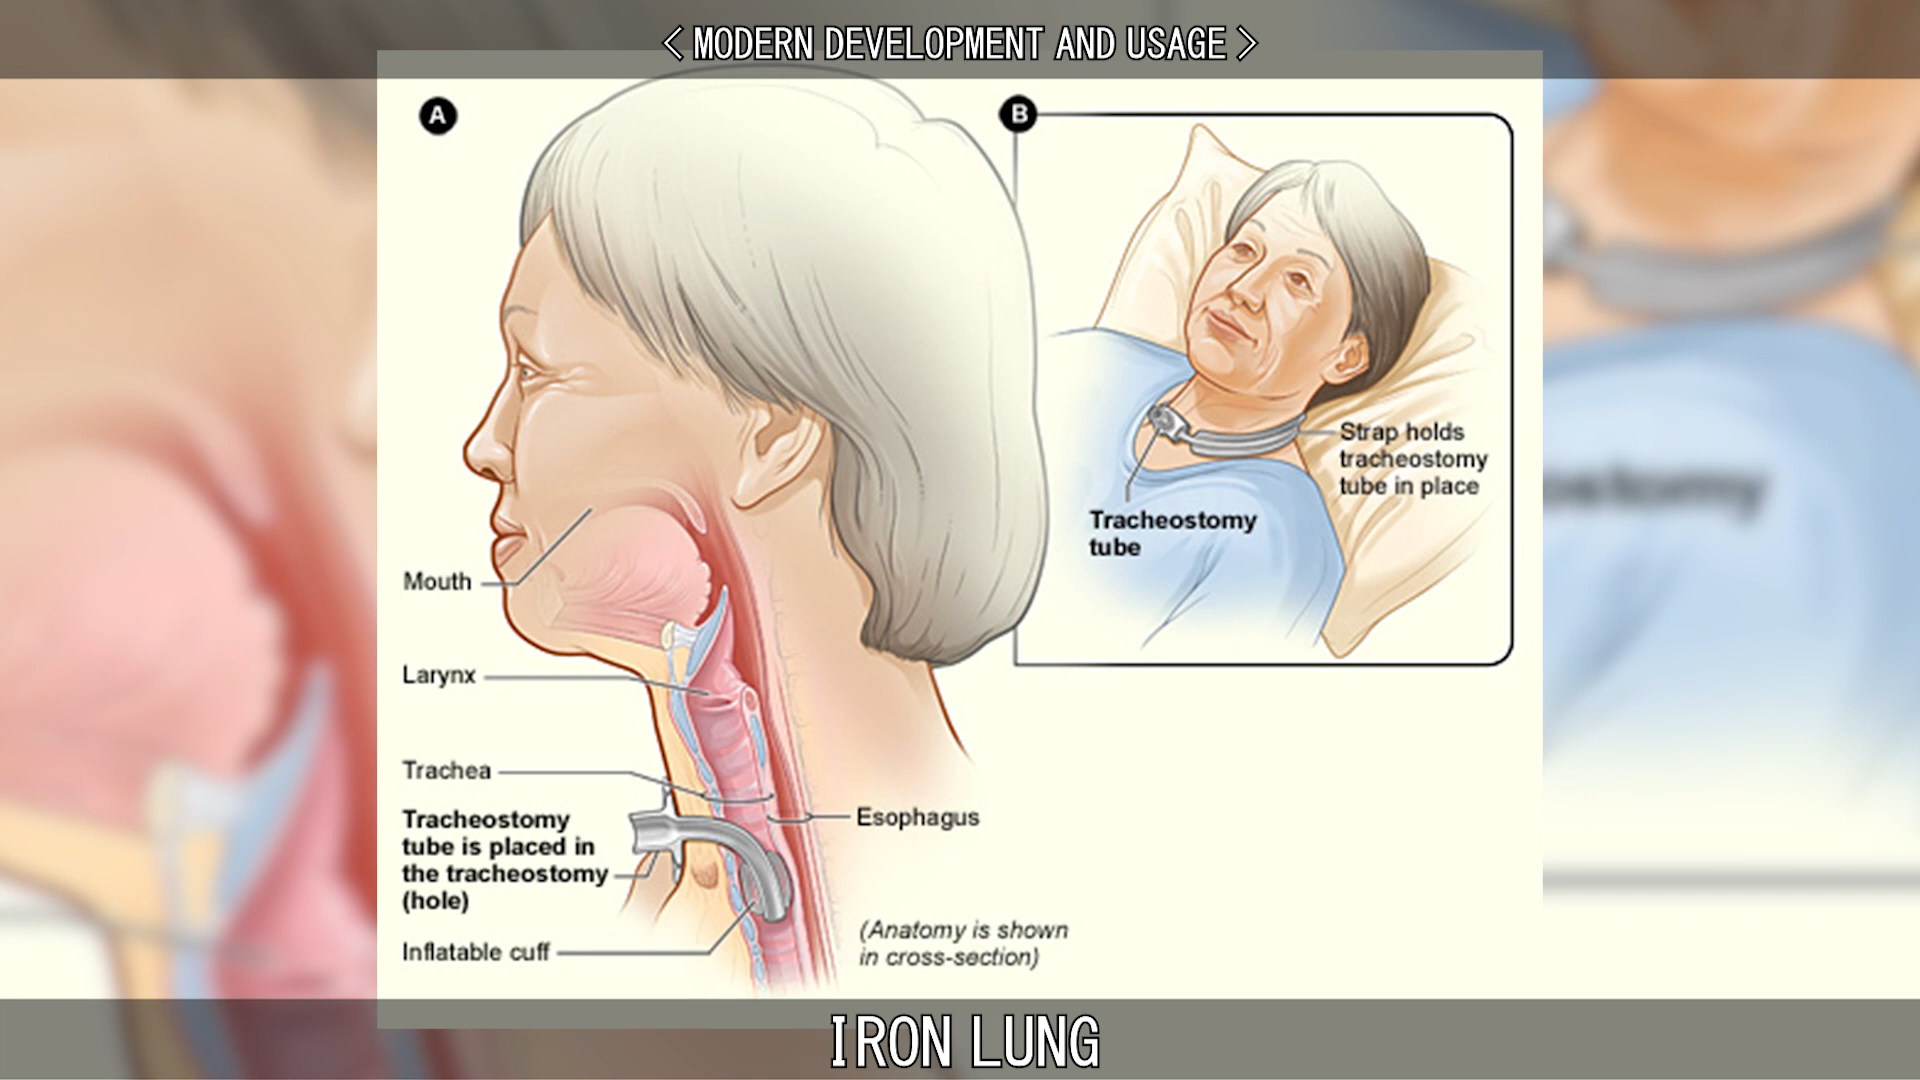 < MODERN DEVELOPMENT AND USAGE >
A
B
Strap holds
tracheostomy
tube in place
Tracheostomy
tube
Mouth
Larynx
Trachea
Tracheostomy
tube is placed in
the tracheostomy
(hole)
Esophagus
Inflatable cuff
(Anatomy is shown
in cross-section)
IRON LUNG